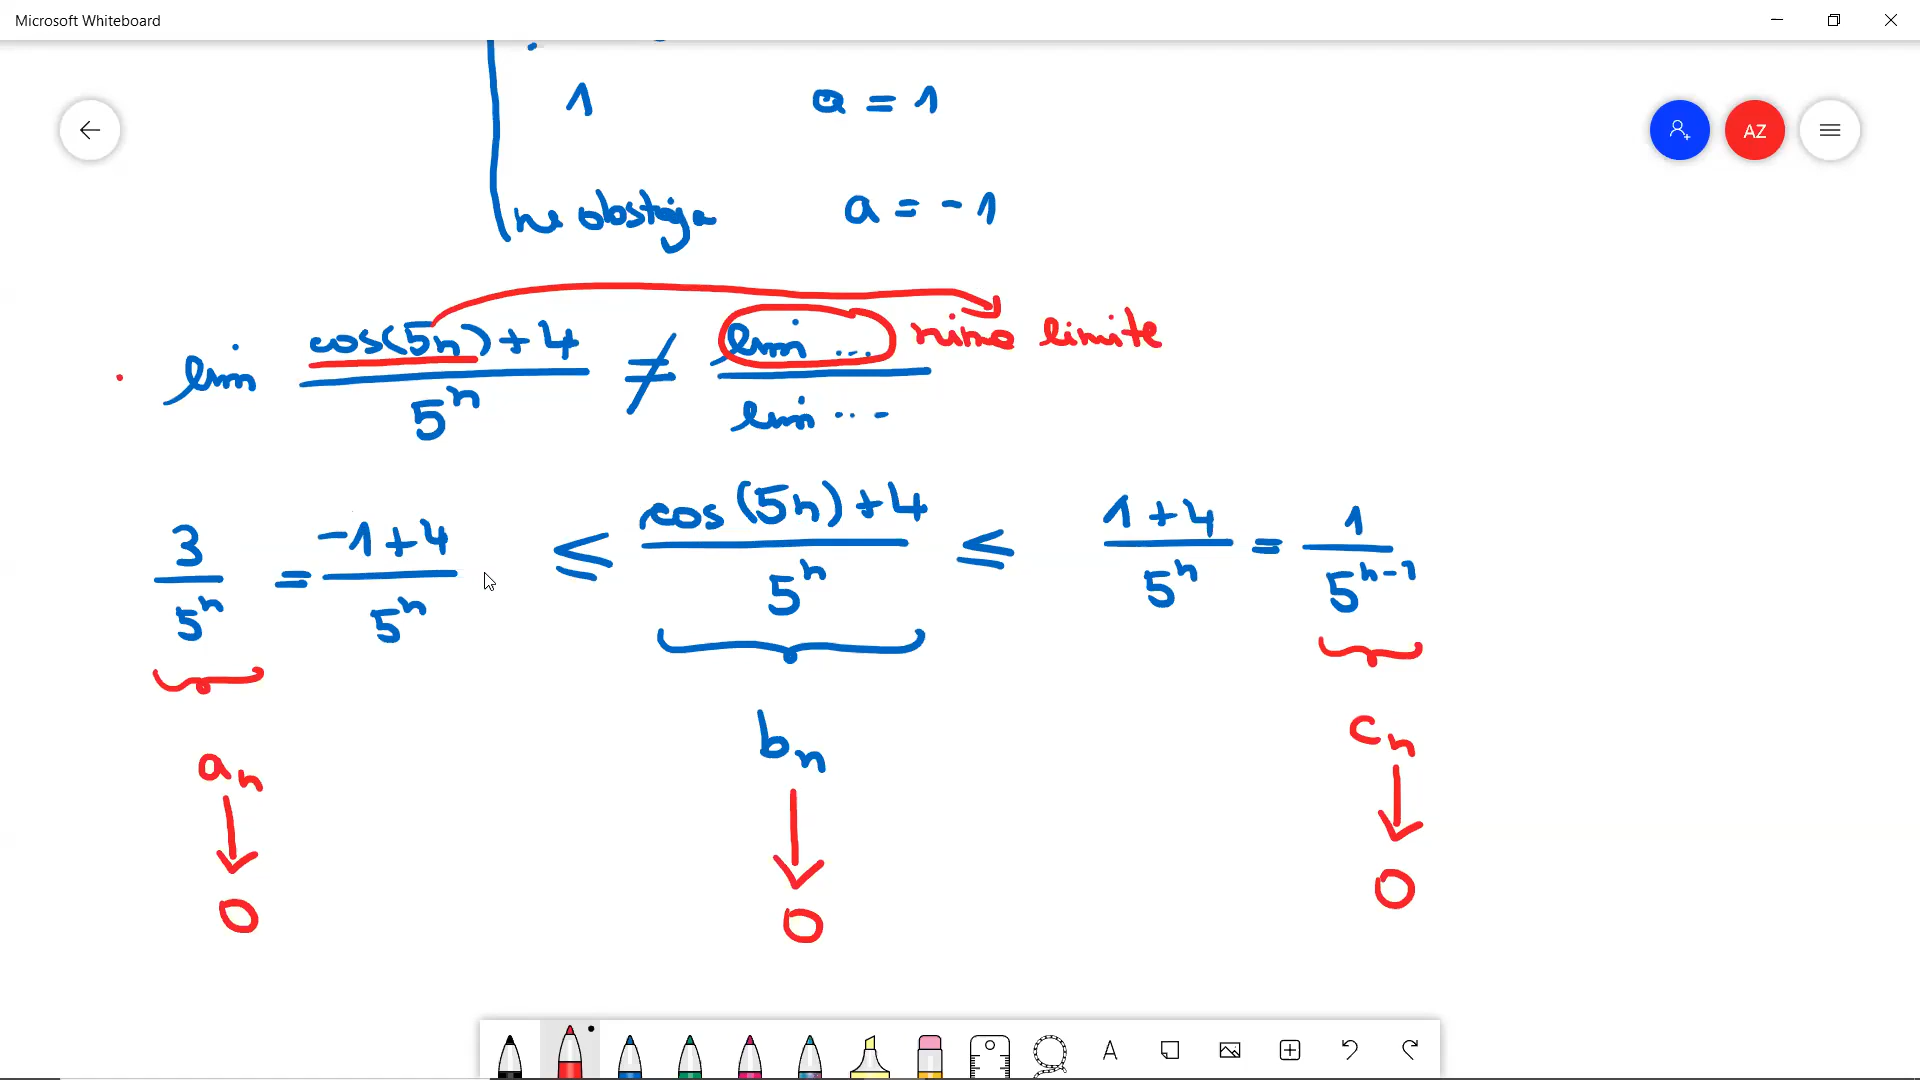 Microsoft Whiteboard
1 a = 1
ne obstaja a = -1
AZ
lim (cos(5n)+4)/5^n ≠ (lim ...)/(lim ...) nima limite
3/5^n = (-1+4)/5^n ≤ (cos(5n)+4)/5^n ≤ (1+4)/5^n = 1/5^(n-1)
a_n b_n c_n
↓ ↓ ↓
0 0 0
A